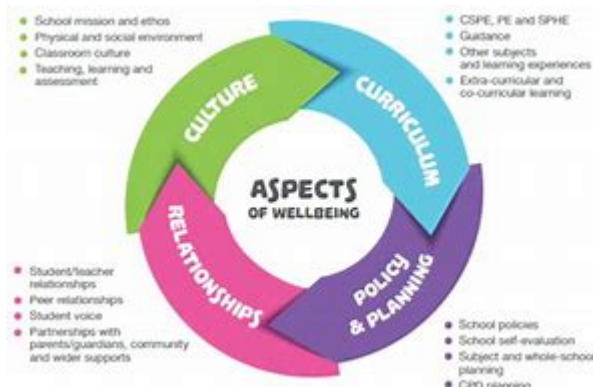 School mission and ethos
Physical and social environment
Classroom culture
Teaching, learning and
assessment
CSPE, PE and SPHE
Guidance
Other subjects
and learning experiences
Extra-curricular and
co-curricular learning
CULTURE
CURRICULUM
ASPECTS
OF WELLBEING
RELATIONSHIPS
POLICY
& PLANNING
Student/teacher
relationships
Peer relationships
Student voice
Partnerships with
parents/guardians, community
and wider supports
School policies
School self-evaluation
Subject and whole-school
planning
CPD planning